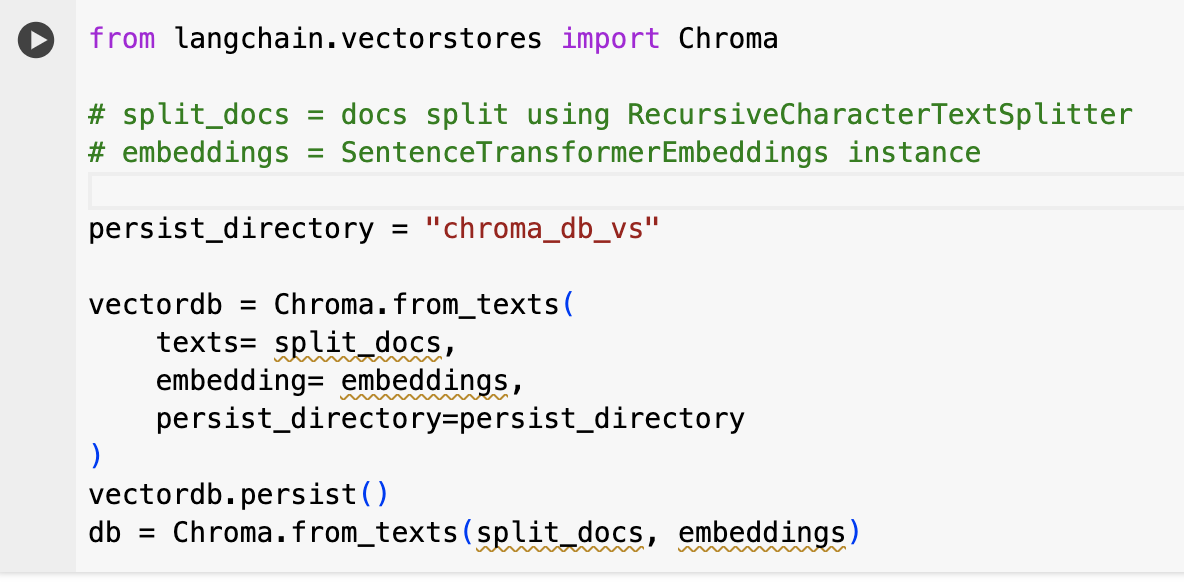 from langchain.vectorstores import Chroma
# split_docs = docs split using RecursiveCharacterTextSplitter
# embeddings = SentenceTransformerEmbeddings instance
persist_directory = "chroma_db_vs"
vectordb = Chroma.from_texts(
    texts= split_docs,
    embedding= embeddings,
    persist_directory=persist_directory
)
vectordb.persist()
db = Chroma.from_texts(split_docs, embeddings)